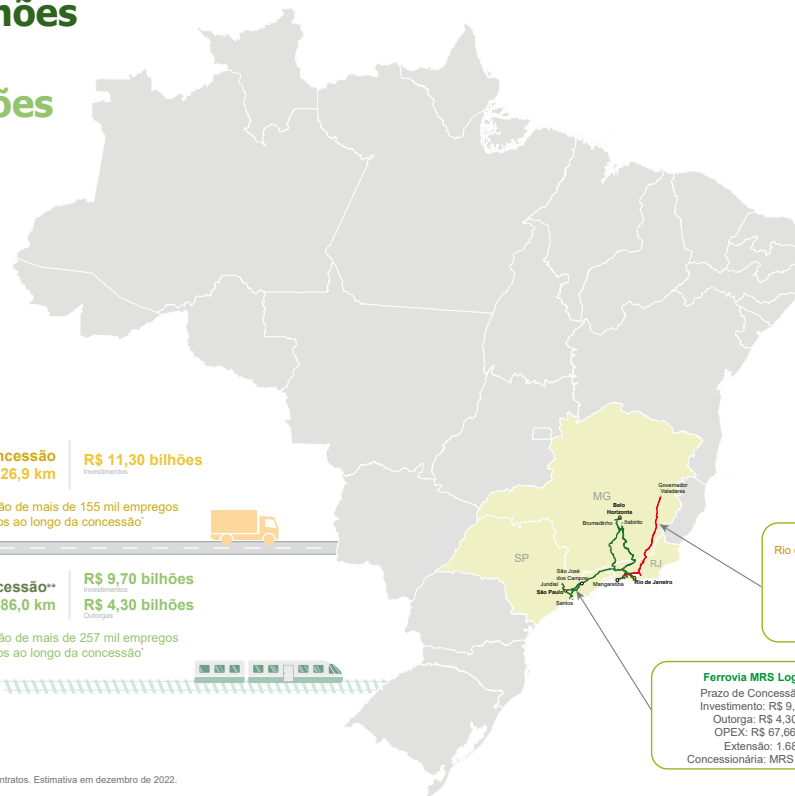 hões
ões
ncessão
26,9 km
R$ 11,30 bilhões
Investimentos
ão de mais de 155 mil empregos
os ao longo da concessão*
cessão**
86,0 km
R$ 9,70 bilhões
Investimentos
R$ 4,30 bilhões
Outorgas
ão de mais de 257 mil empregos
os ao longo da concessão*
MG
SP
RJ
Governador
Valadares
Belo
Horizonte
Brumadinho
Itabirito
São José
dos Campos
Jundiaí
São Paulo
Santos
Mangaratiba
Rio de Janeiro
Rio
Ferrovia MRS Log
Prazo de Concessã
Investimento: R$ 9,
Outorga: R$ 4,30
OPEX: R$ 67,66
Extensão: 1.68
Concessionária: MRS
ntratos. Estimativa em dezembro de 2022.